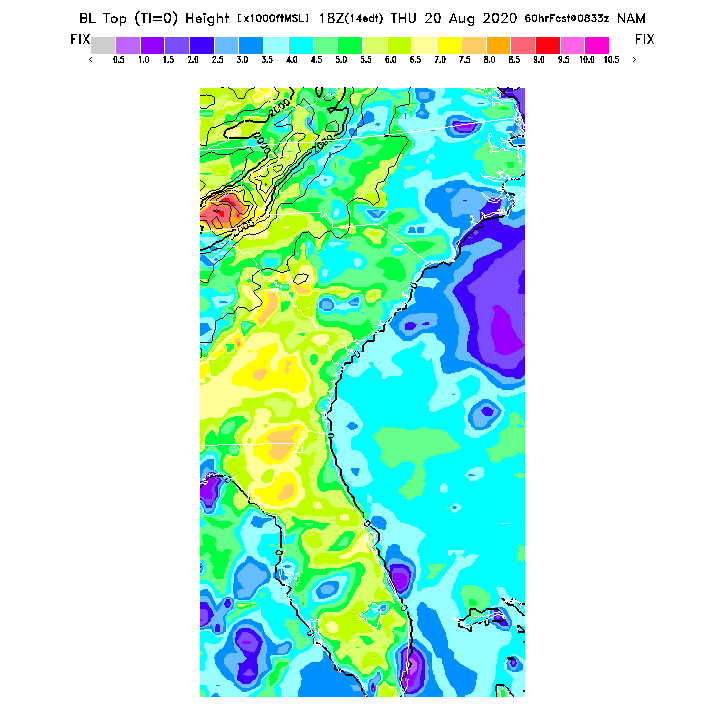 BL Top (TI=0) Height [x1000ftMSL] 18Z(14edt) THU 20 Aug 2020 60hrFcst@0833z NAM
FIX FIX
< 0.5 1.0 1.5 2.0 2.5 3.0 3.5 4.0 4.5 5.0 5.5 6.0 6.5 7.0 7.5 8.0 8.5 9.0 9.5 10.0 10.5 >
2000